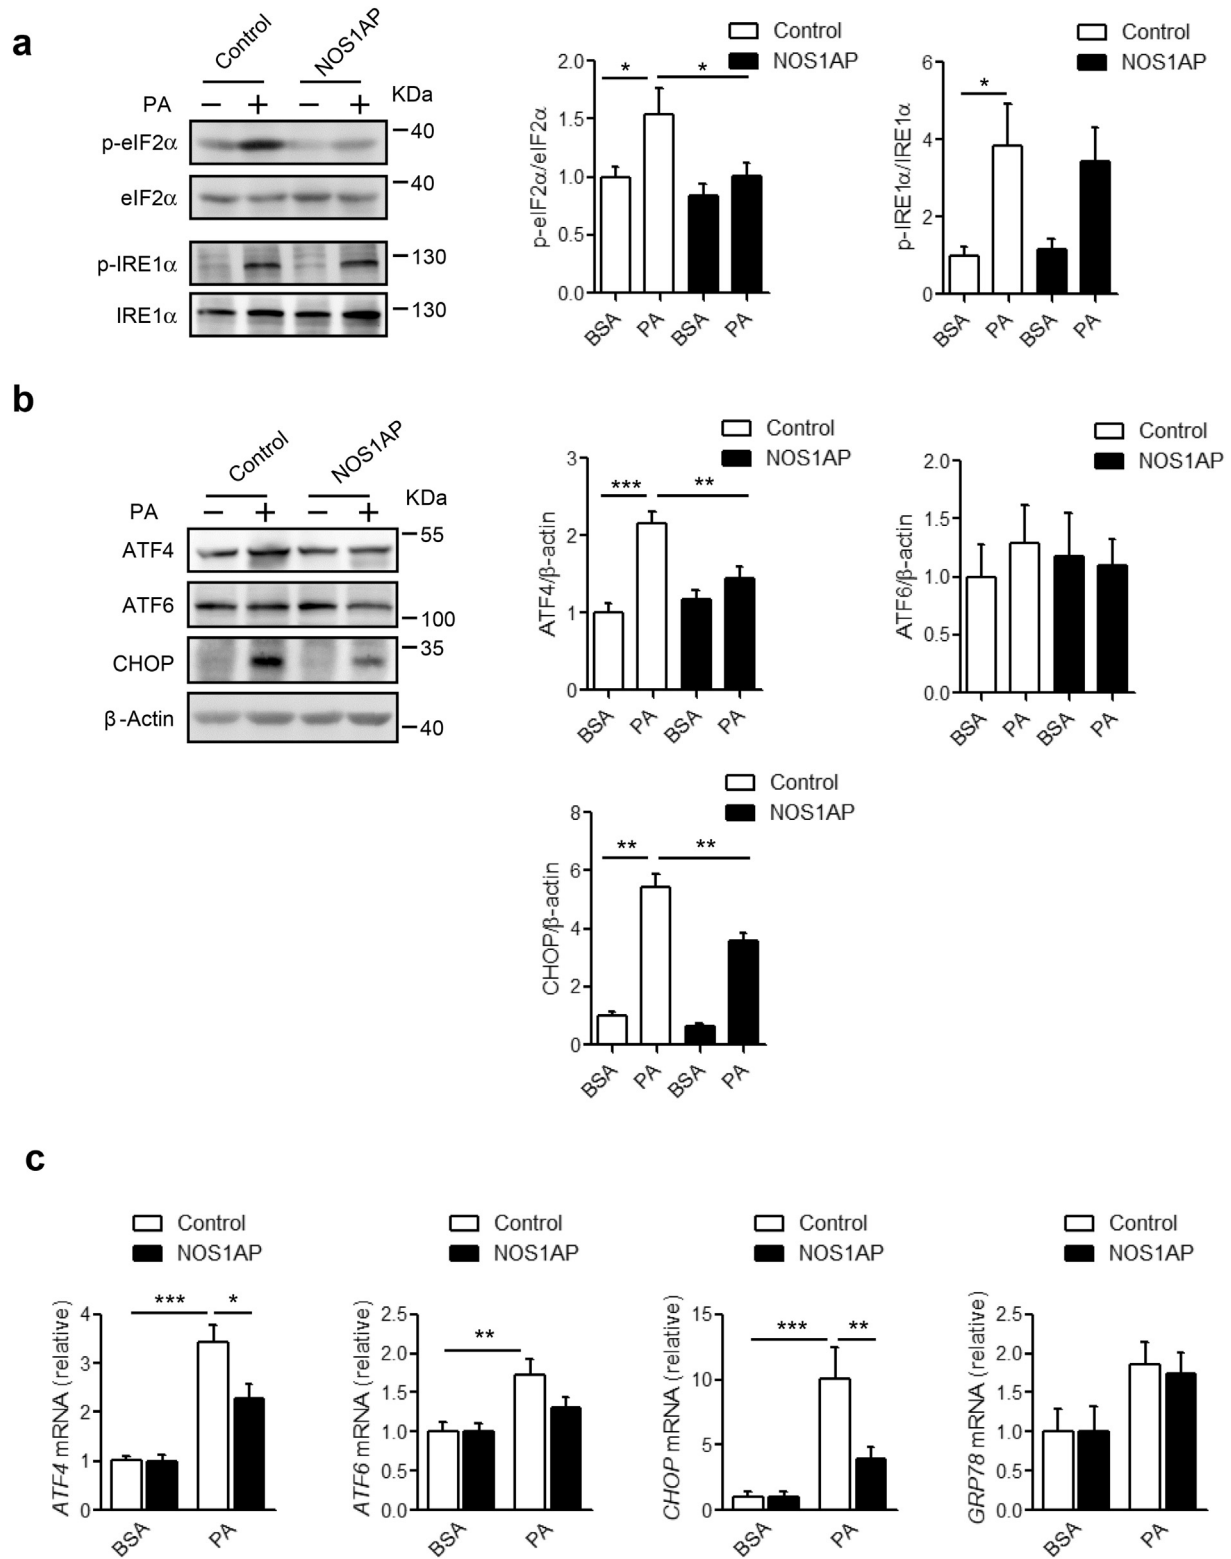 a
Control
NOS1AP
PA
− + − +
KDa
p-eIF2α
40
eIF2α
40
p-IRE1α
130
IRE1α
130
Control
NOS1AP
p-eIF2α/eIF2α
2.0
1.5
1.0
0.5
0.0
* *
BSA PA BSA PA
Control
NOS1AP
p-IRE1α/IRE1α
6
4
2
0
*
BSA PA BSA PA
b
Control
NOS1AP
PA
− + − +
KDa
ATF4
55
ATF6
100
CHOP
35
β-Actin
40
Control
NOS1AP
ATF4/β-actin
3
2
1
0
*** **
BSA PA BSA PA
Control
NOS1AP
ATF6/β-actin
2.0
1.5
1.0
0.5
0.0
BSA PA BSA PA
Control
NOS1AP
CHOP/β-actin
8
6
4
2
0
** **
BSA PA BSA PA
c
Control
NOS1AP
ATF4 mRNA (relative)
4
3
2
1
0
*** *
BSA PA
Control
NOS1AP
ATF6 mRNA (relative)
2.5
2.0
1.5
1.0
0.5
0.0
**
BSA PA
Control
NOS1AP
CHOP mRNA (relative)
15
10
5
0
*** **
BSA PA
Control
NOS1AP
GRP78 mRNA (relative)
2.5
2.0
1.5
1.0
0.5
0.0
BSA PA